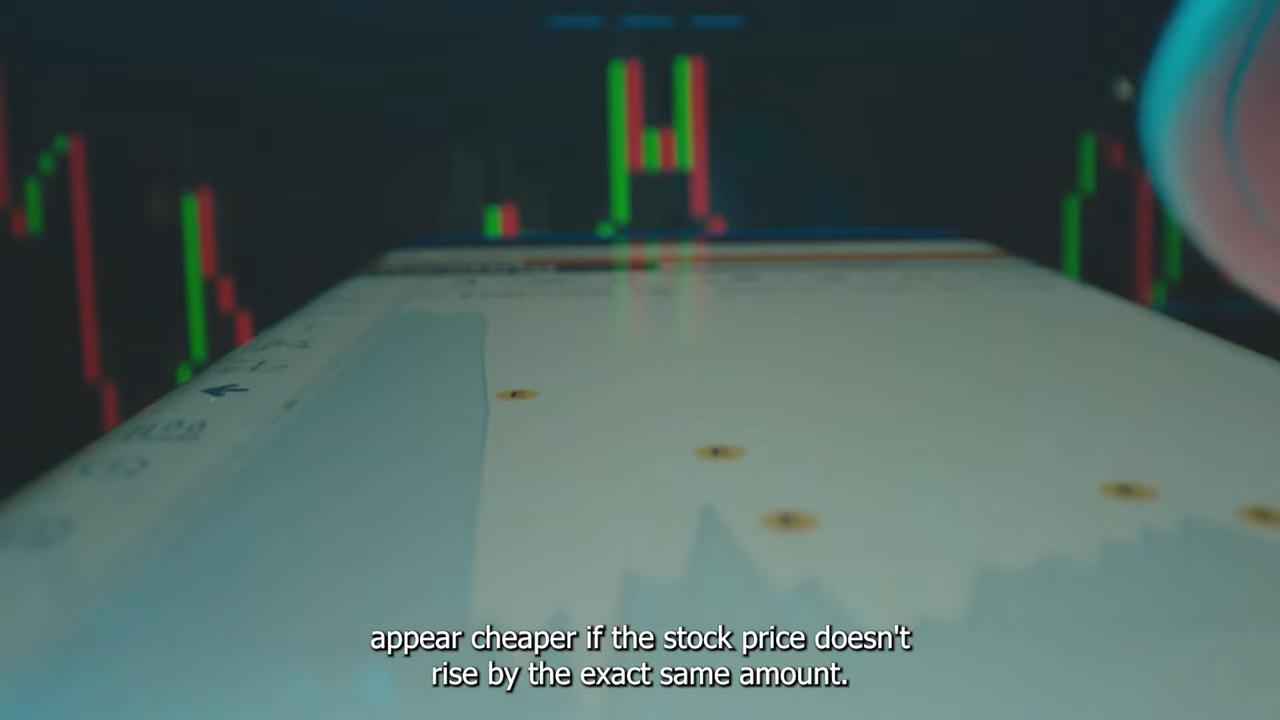 appear cheaper if the stock price doesn't
rise by the exact same amount.